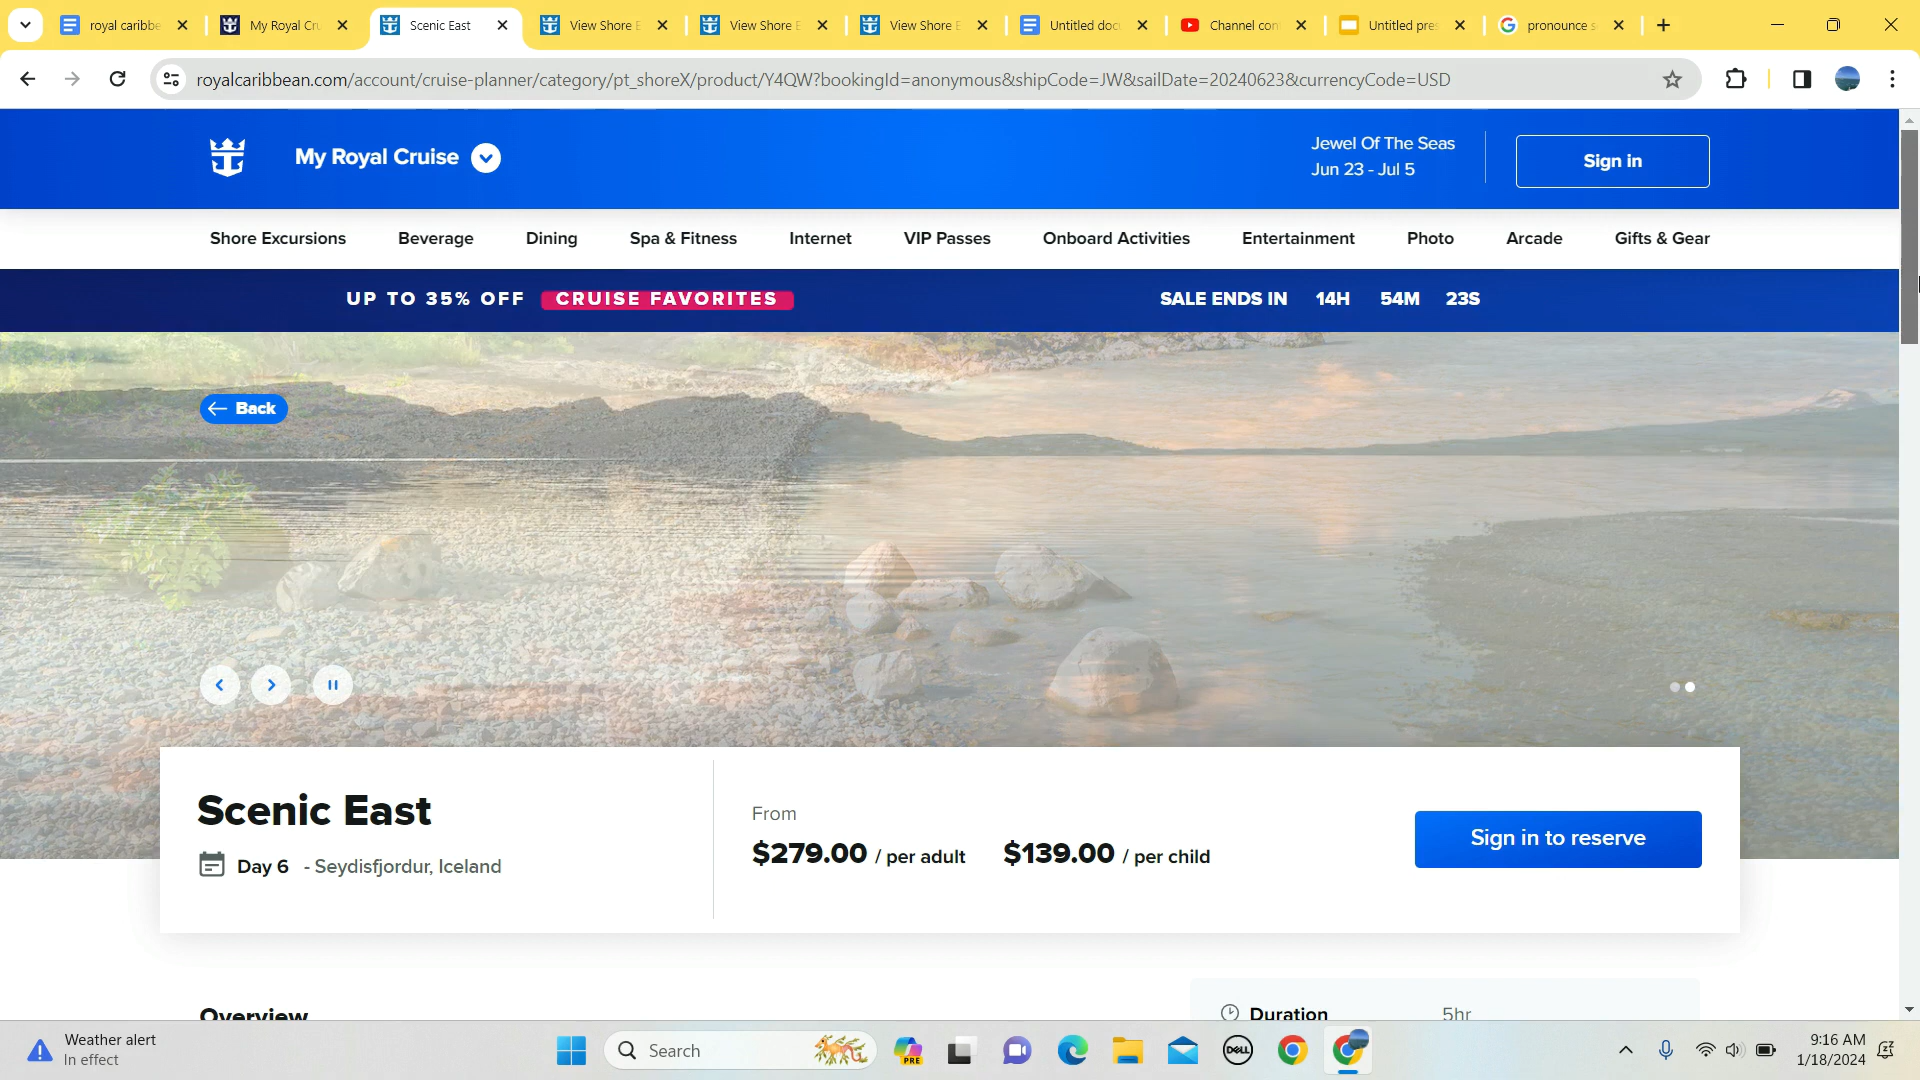 royal caribbe
My Royal Cru
Scenic East
View Shore E
View Shore E
View Shore E
Untitled docu
Channel cont
Untitled pres
pronounce s
royalcaribbean.com/account/cruise-planner/category/pt_shoreX/product/Y4QW?bookingId=anonymous&shipCode=JW&sailDate=20240623&currencyCode=USD
My Royal Cruise
Jewel Of The Seas
Jun 23 - Jul 5
Sign in
Shore Excursions
Beverage
Dining
Spa & Fitness
Internet
VIP Passes
Onboard Activities
Entertainment
Photo
Arcade
Gifts & Gear
UP TO 35% OFF CRUISE FAVORITES
SALE ENDS IN 14H 54M 23S
Back
Scenic East
Day 6 - Seydisfjordur, Iceland
From
$279.00 / per adult $139.00 / per child
Sign in to reserve
Overview
Duration 5hr
Weather alert
In effect
Search
PRE
DELL
9:16 AM
1/18/2024